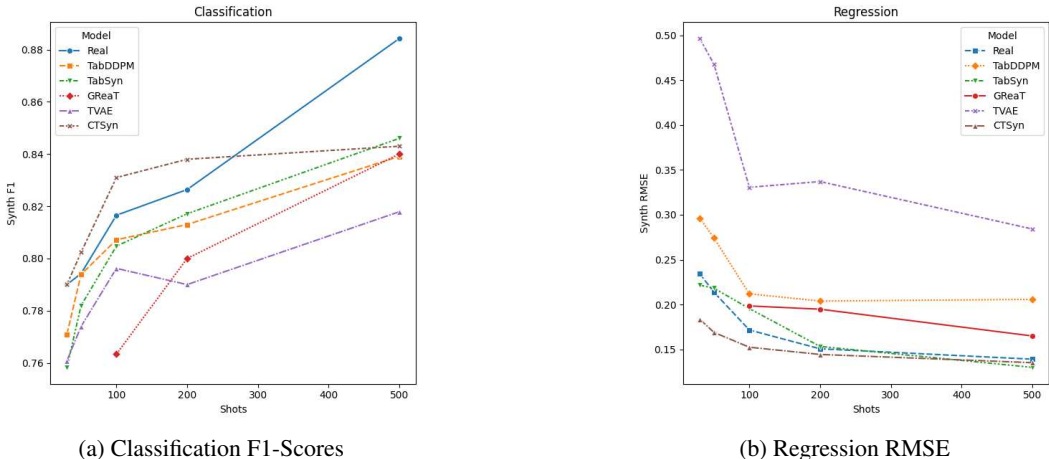 Classification
Synth F1
0.88
0.86
0.84
0.82
0.80
0.78
0.76
Model
Real
TabDDPM
TabSyn
GReaT
TVAE
CTSyn
100
200
300
400
500
Shots
(a) Classification F1-Scores
Regression
Synth RMSE
0.50
0.45
0.40
0.35
0.30
0.25
0.20
0.15
Model
Real
TabDDPM
TabSyn
GReaT
TVAE
CTSyn
100
200
300
400
500
Shots
(b) Regression RMSE